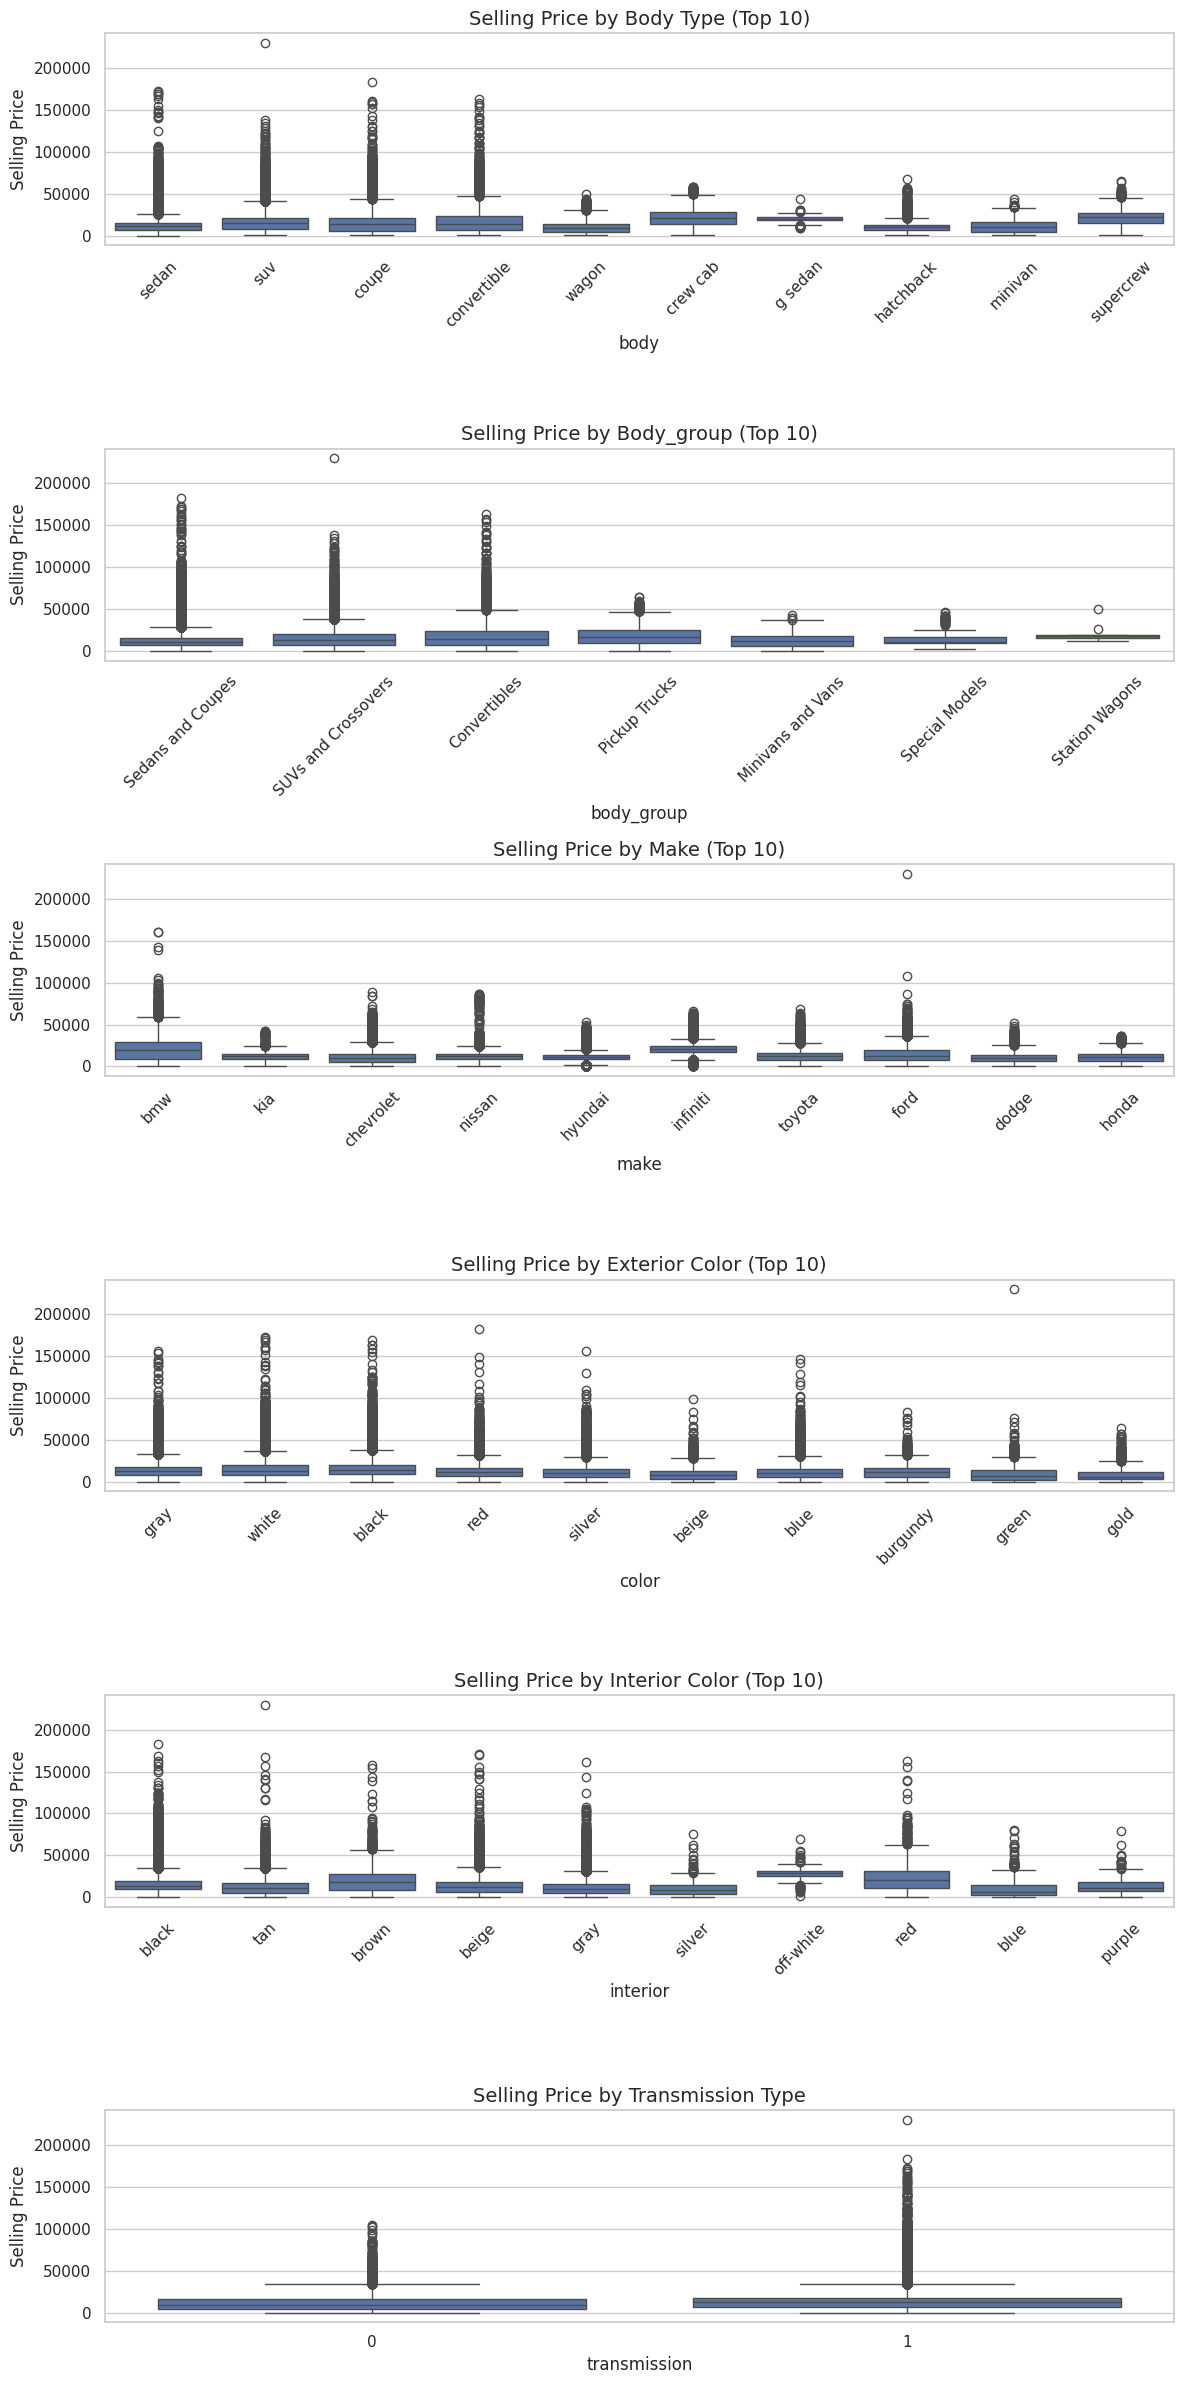 Selling Price by Body Type (Top 10)
Selling Price
200000
150000
100000
50000
0
sedan
suv
coupe
convertible
wagon
crew cab
g sedan
hatchback
minivan
supercrew
body
Selling Price by Body_group (Top 10)
Selling Price
200000
150000
100000
50000
0
Sedans and Coupes
SUVs and Crossovers
Convertibles
Pickup Trucks
Minivans and Vans
Special Models
Station Wagons
body_group
Selling Price by Make (Top 10)
Selling Price
200000
150000
100000
50000
0
bmw
kia
chevrolet
nissan
hyundai
infiniti
toyota
ford
dodge
honda
make
Selling Price by Exterior Color (Top 10)
Selling Price
200000
150000
100000
50000
0
gray
white
black
red
silver
beige
blue
burgundy
green
gold
color
Selling Price by Interior Color (Top 10)
Selling Price
200000
150000
100000
50000
0
black
tan
brown
beige
gray
silver
off-white
red
blue
purple
interior
Selling Price by Transmission Type
Selling Price
200000
150000
100000
50000
0
0
1
transmission